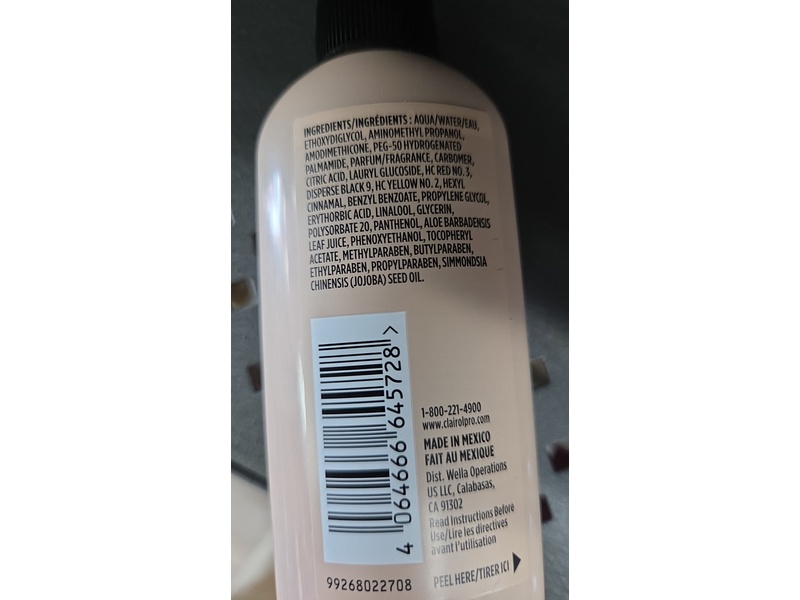 INGREDIENTS/INGRÉDIENTS : AQUA/WATER/EAU,
ETHOXYDIGLYCOL, AMINOMETHYL PROPANOL,
AMODIMETHICONE, PEG-50 HYDROGENATED
PALMAMIDE, PARFUM/FRAGRANCE, CARBOMER,
CITRIC ACID, LAURYL GLUCOSIDE, HC RED NO. 3,
DISPERSE BLACK 9, HC YELLOW NO. 2, HEXYL
CINNAMAL, BENZYL BENZOATE, PROPYLENE GLYCOL,
ERYTHORBIC ACID, LINALOOL, GLYCERIN,
POLYSORBATE 20, PANTHENOL, ALOE BARBADENSIS
LEAF JUICE, PHENOXYETHANOL, TOCOPHERYL
ACETATE, METHYLPARABEN, BUTYLPARABEN,
ETHYLPARABEN, PROPYLPARABEN, SIMMONDSIA
CHINENSIS (JOJOBA) SEED OIL.
4 064666 645728 >
99268022708
1-800-221-4900
www.clairolpro.com
MADE IN MEXICO
FAIT AU MEXIQUE
Dist. Wella Operations
US LLC, Calabasas,
CA 91302
Read Instructions Before
Use/Lire les directives
avant l'utilisation
PEEL HERE/TIRER ICI